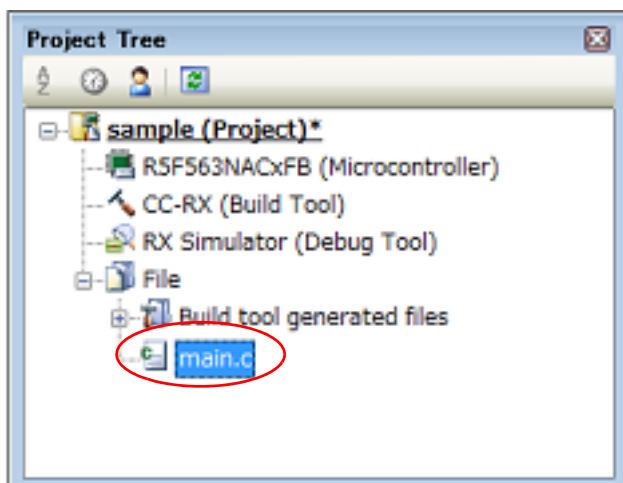 Project Tree
sample (Project)*
R5F563NACxFB (Microcontroller)
CC-RX (Build Tool)
RX Simulator (Debug Tool)
File
Build tool generated files
main.c